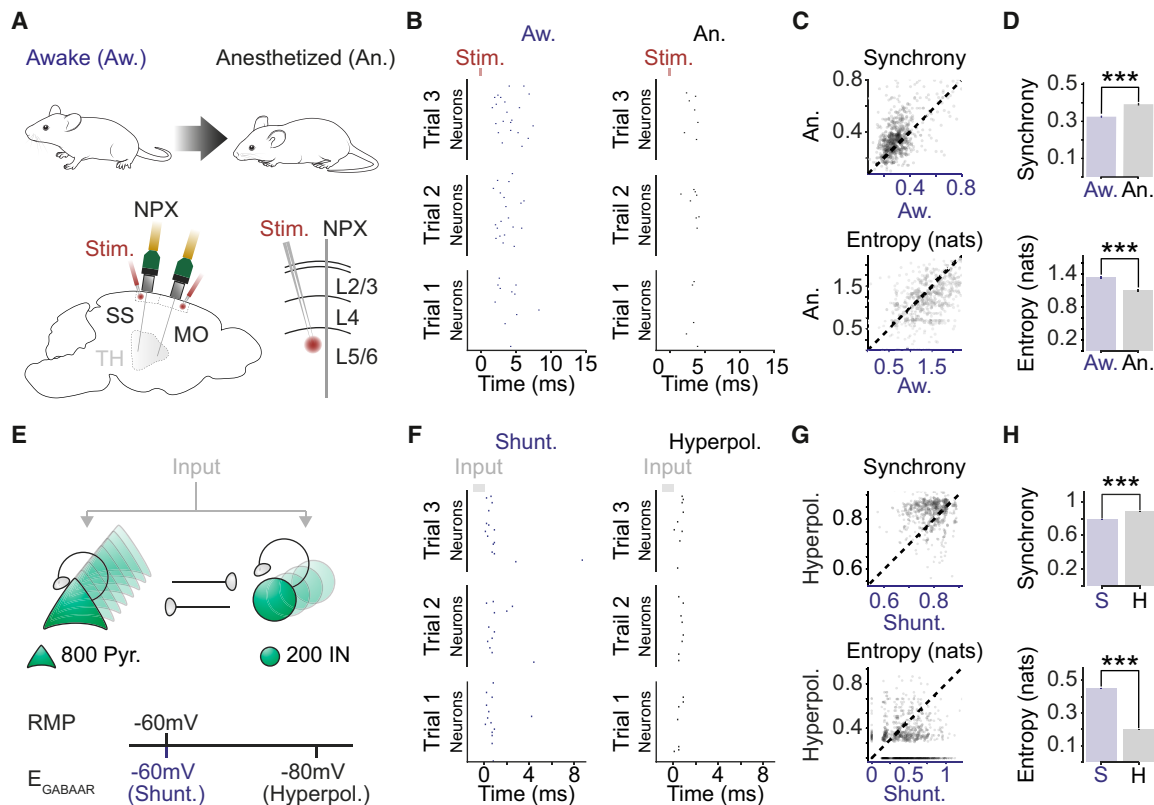 A
Awake (Aw.)
Anesthetized (An.)
NPX
Stim.
SS
MO
TH
Stim.
NPX
L2/3
L4
L5/6
B
Aw.
An.
Stim.
Stim.
Trial 3
Neurons
Trial 2
Neurons
Trial 1
Neurons
0 5 10 15
Time (ms)
Trial 3
Neurons
Trail 2
Neurons
Trial 1
Neurons
0 5 10 15
Time (ms)
C
Synchrony
An.
0.8
0.4
0.4 0.8
Aw.
Entropy (nats)
An.
1.5
0.5
0.5 1.5
Aw.
D
***
Synchrony
0.5
0.3
0.1
Aw. An.
***
Entropy (nats)
1.4
0.8
0.2
Aw. An.
E
Input
800 Pyr.
200 IN
RMP
-60mV
EGABAAR
-60mV
(Shunt.)
-80mV
(Hyperpol.)
F
Shunt.
Hyperpol.
Input
Input
Trial 3
Neurons
Trial 2
Neurons
Trial 1
Neurons
0 4 8
Time (ms)
Trial 3
Neurons
Trail 2
Neurons
Trial 1
Neurons
0 4 8
Time (ms)
G
Synchrony
Hyperpol.
0.8
0.6
0.6 0.8
Shunt.
Entropy (nats)
Hyperpol.
0.8
0.4
0 0.5 1
Shunt.
H
***
Synchrony
1
0.6
0.2
S H
***
Entropy (nats)
0.5
0.3
0.1
S H